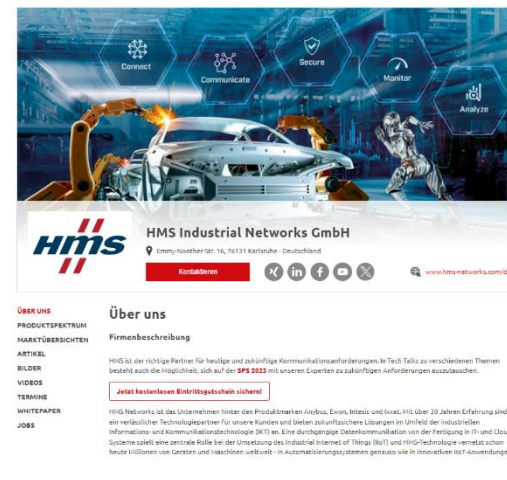 Connect
Communicate
Secure
Monitor
Analyze
HMS
HMS Industrial Networks GmbH
Emmy-Noether-Str. 16, 76131 Karlsruhe - Deutschland
Kontaktieren
www.hms-networks.com/d
ÜBER UNS
PRODUKTSPEKTRUM
MARKTÜBERSICHTEN
ARTIKEL
BILDER
VIDEOS
TERMINE
WHITEPAPER
JOBS
Über uns
Firmenbeschreibung
HMS ist der richtige Partner für heutige und zukünftige Kommunikationsanforderungen. In Tech Talks zu verschiedenen Themen
besteht auch die Möglichkeit, sich auf der SPS 2023 mit unseren Experten zu zukünftigen Anforderungen auszutauschen.
Jetzt kostenlosen Eintrittsgutschein sichern!
HMS Networks ist das Unternehmen hinter den Produktmarken Anybus, Ewon, Intesis und Ixxat. Mit über 30 Jahren Erfahrung sind
ein verlässlicher Technologiepartner für unsere Kunden und bieten zukunftssichere Lösungen im Umfeld der industriellen
Informations- und Kommunikationstechnologie (IKT) an. Eine durchgängige Datenkommunikation von der Fertigung in IT- und Clou
Systeme spielt eine zentrale Rolle bei der Umsetzung des Industrial Internet of Things (IIoT) und HMS-Technologie vernetzt schon
heute Millionen von Geräten und Maschinen weltweit - in Automatisierungssystemen genauso wie in innovativen IIoT-Anwendunge